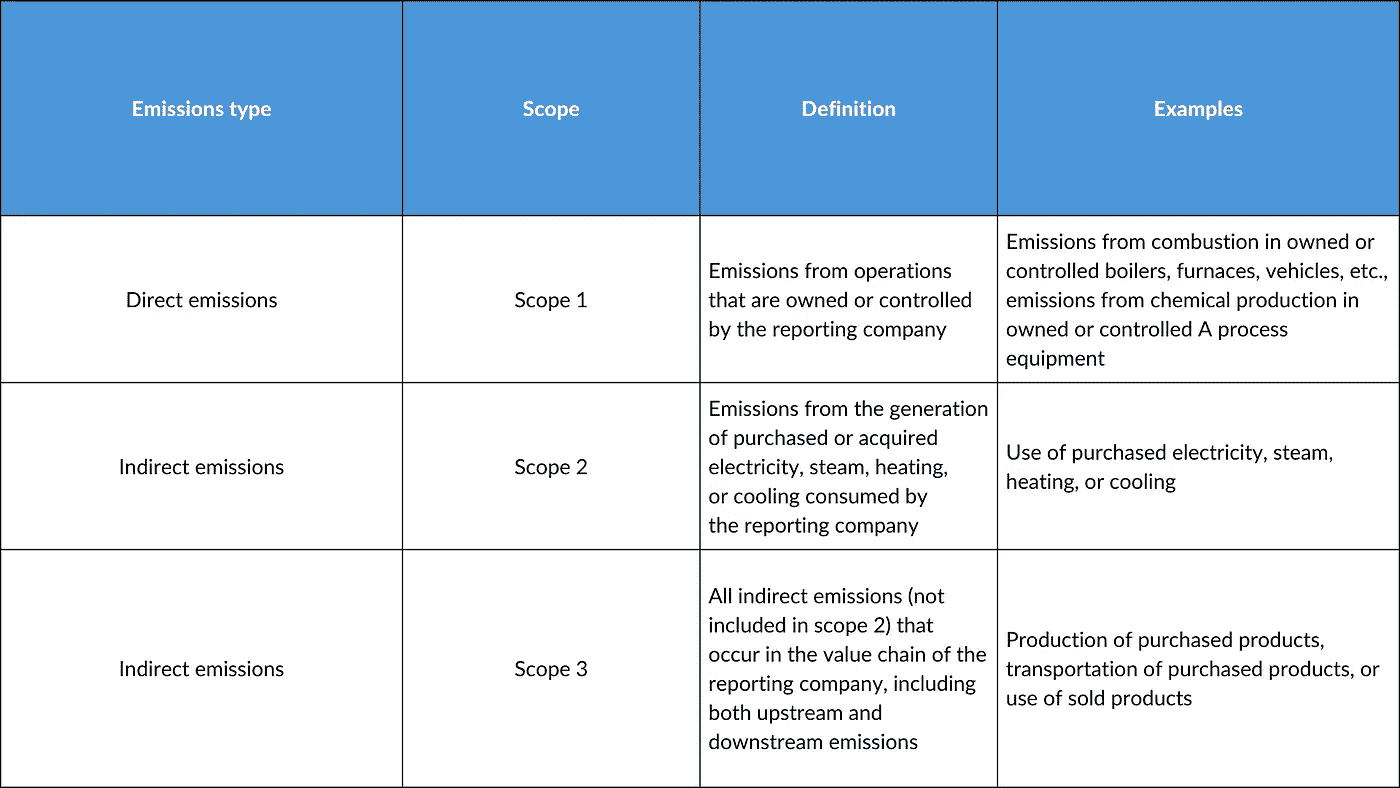 Emissions type
Scope
Definition
Examples
Direct emissions
Scope 1
Emissions from operations
that are owned or controlled
by the reporting company
Emissions from combustion in owned or
controlled boilers, furnaces, vehicles, etc.,
emissions from chemical production in
owned or controlled A process
equipment
Indirect emissions
Scope 2
Emissions from the generation
of purchased or acquired
electricity, steam, heating,
or cooling consumed by
the reporting company
Use of purchased electricity, steam,
heating, or cooling
Indirect emissions
Scope 3
All indirect emissions (not
included in scope 2) that
occur in the value chain of the
reporting company, including
both upstream and
downstream emissions
Production of purchased products,
transportation of purchased products, or
use of sold products